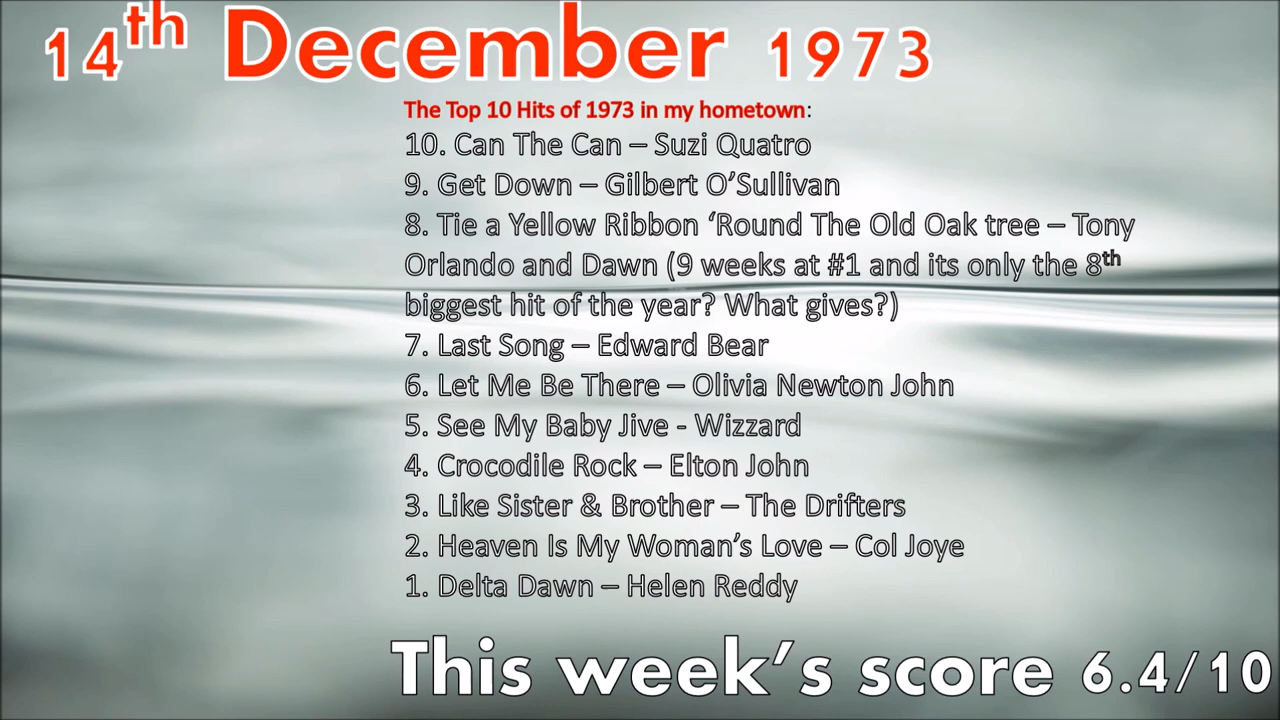 14th December 1973
The Top 10 Hits of 1973 in my hometown:
10. Can The Can – Suzi Quatro
9. Get Down – Gilbert O’Sullivan
8. Tie a Yellow Ribbon ‘Round The Old Oak tree – Tony
Orlando and Dawn (9 weeks at #1 and its only the 8th
biggest hit of the year? What gives?)
7. Last Song – Edward Bear
6. Let Me Be There – Olivia Newton John
5. See My Baby Jive - Wizzard
4. Crocodile Rock – Elton John
3. Like Sister & Brother – The Drifters
2. Heaven Is My Woman’s Love – Col Joye
1. Delta Dawn – Helen Reddy
This week’s score 6.4/10